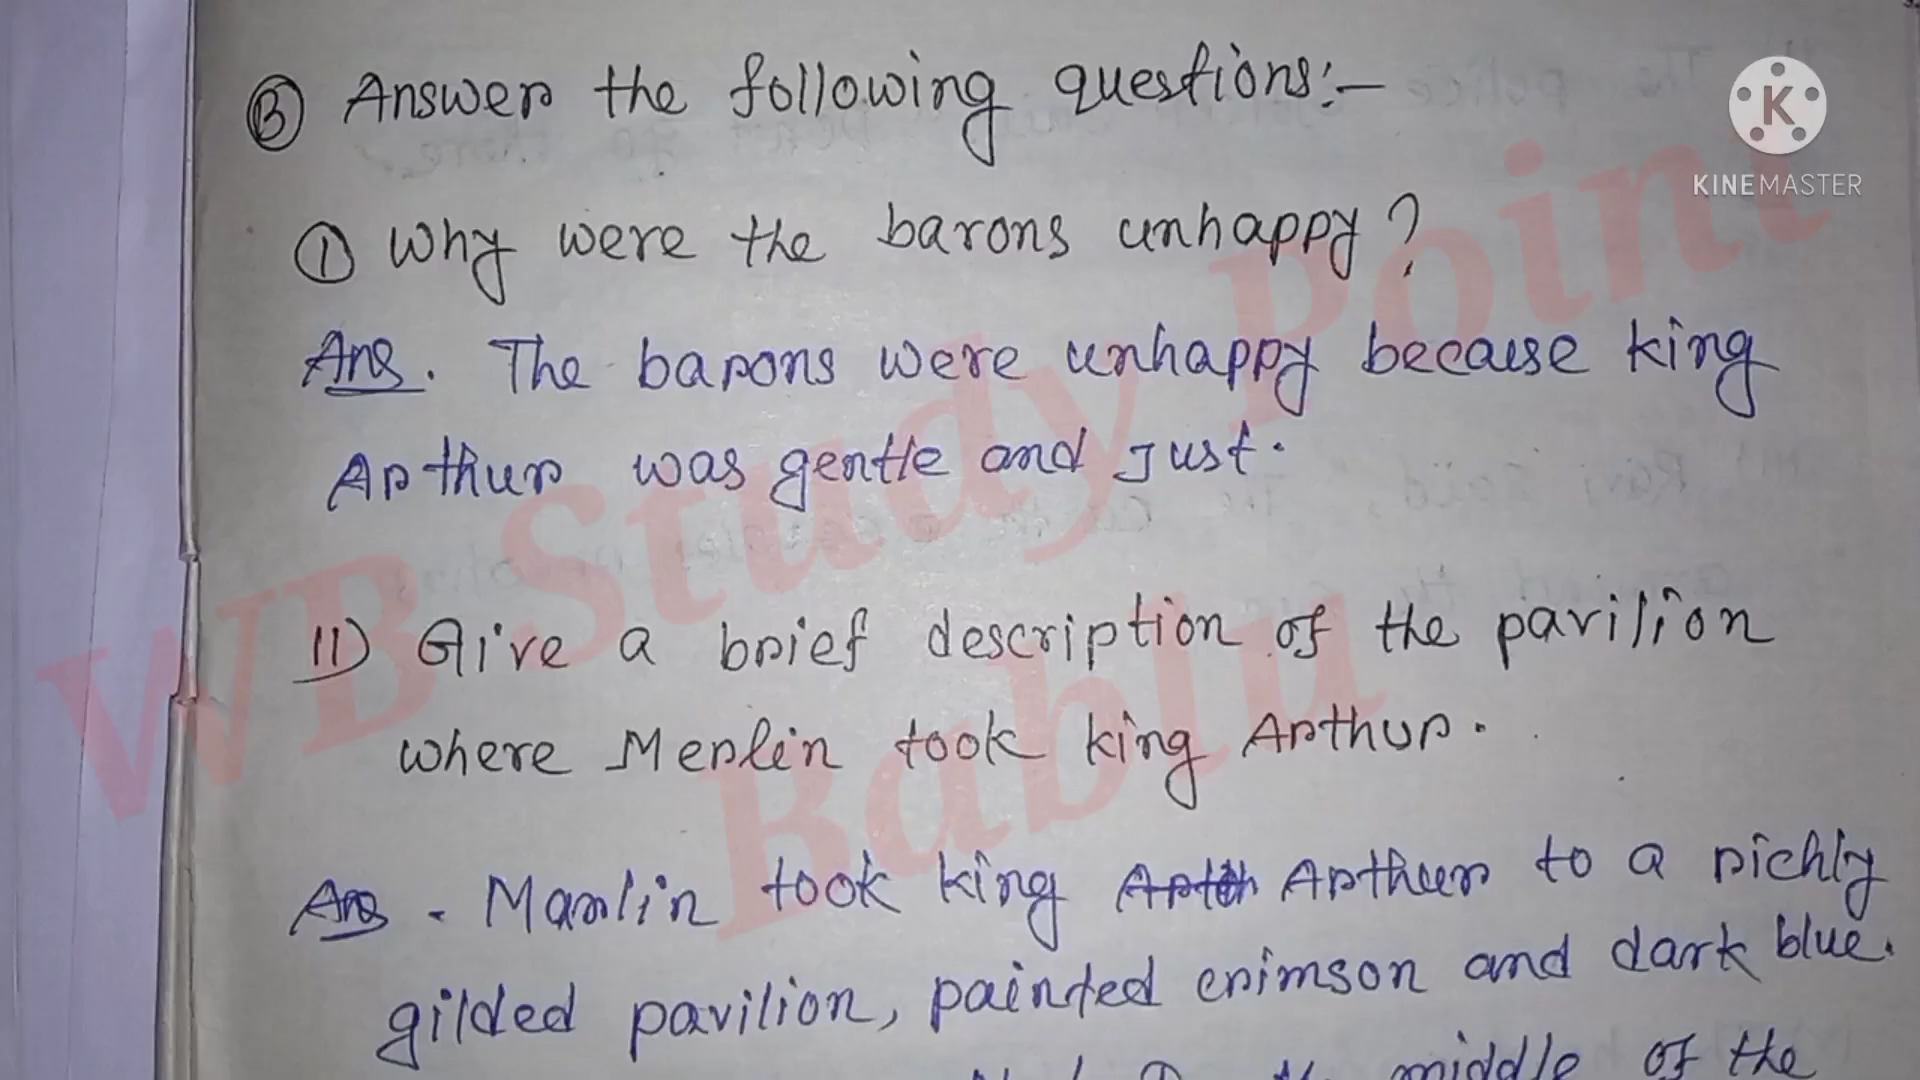 B Answer the following questions:-
K
KINEMASTER
① Why were the barons unhappy?
Ans. The barons were unhappy because king
Arthur was gentle and Just.
II) Give a brief description of the pavilion
where Merlin took king Arthur.
Ans - Marlin took king Arthur to a richly
gilded pavilion, painted crimson and dark blue.
middle of the
WB Study Point
Bablu